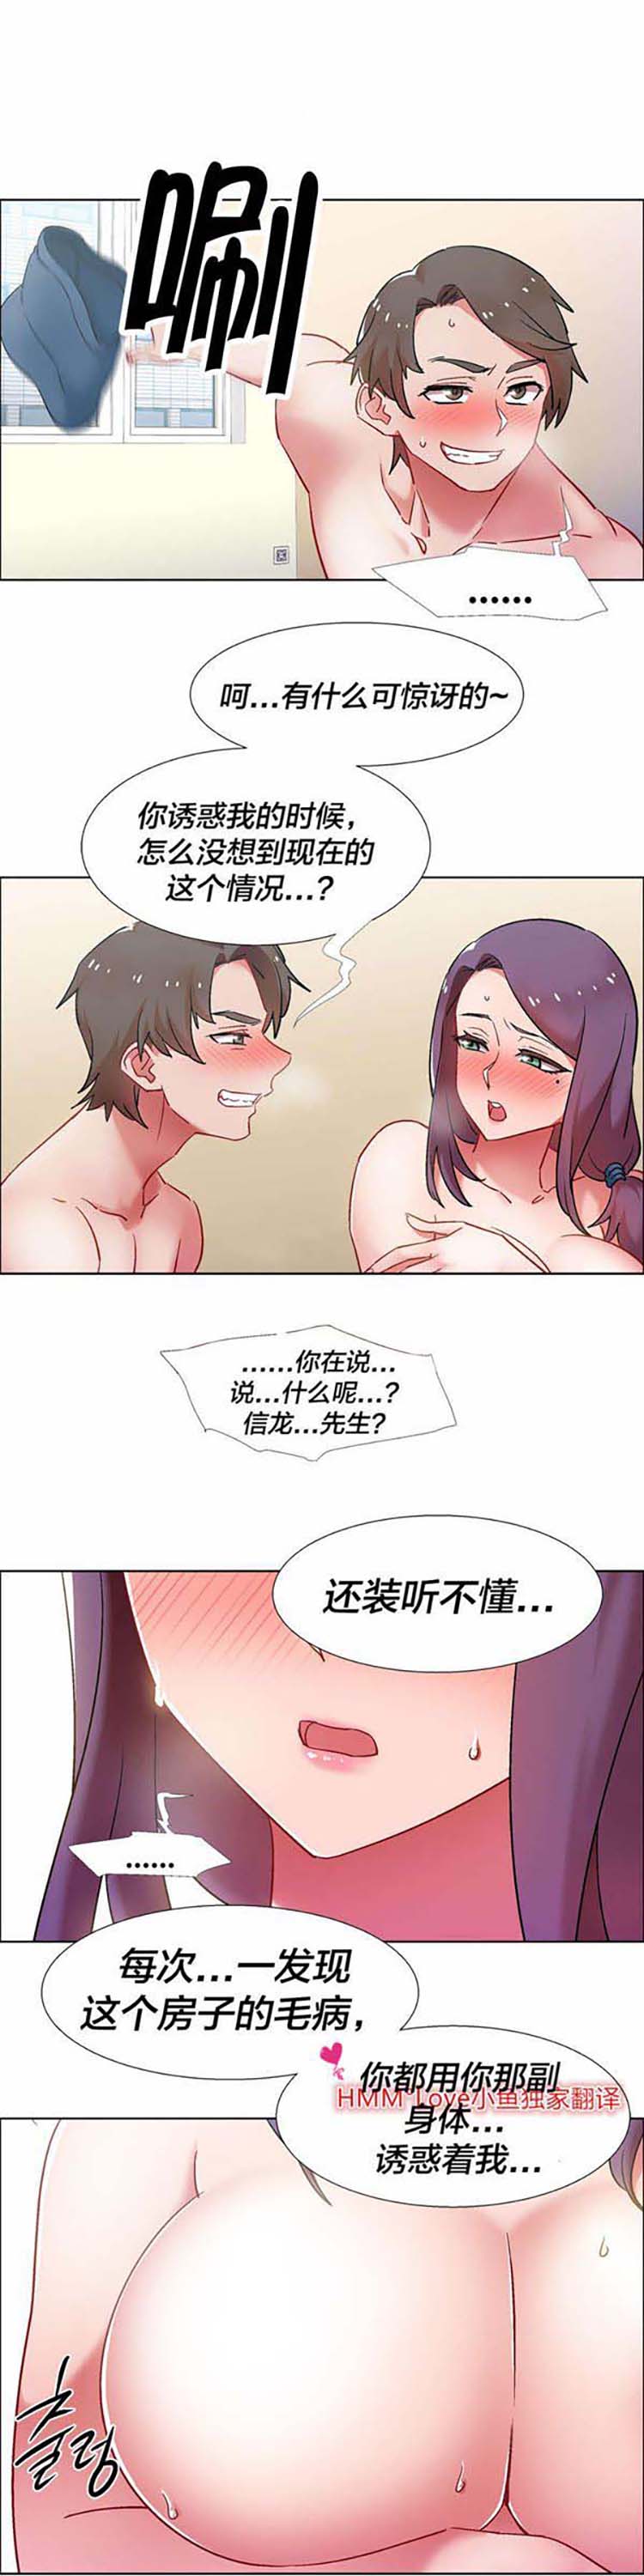 唰
……
呵…有什么可惊讶的~
你诱惑我的时候，
怎么没想到现在的
这个情况…?
……你在说…
说…什么呢…?
信龙…先生?
还装听不懂…
……
每次…一发现
这个房子的毛病，
你都用你那副
HMM Love小鱼独家翻译
身体…
诱惑着我…
출렁